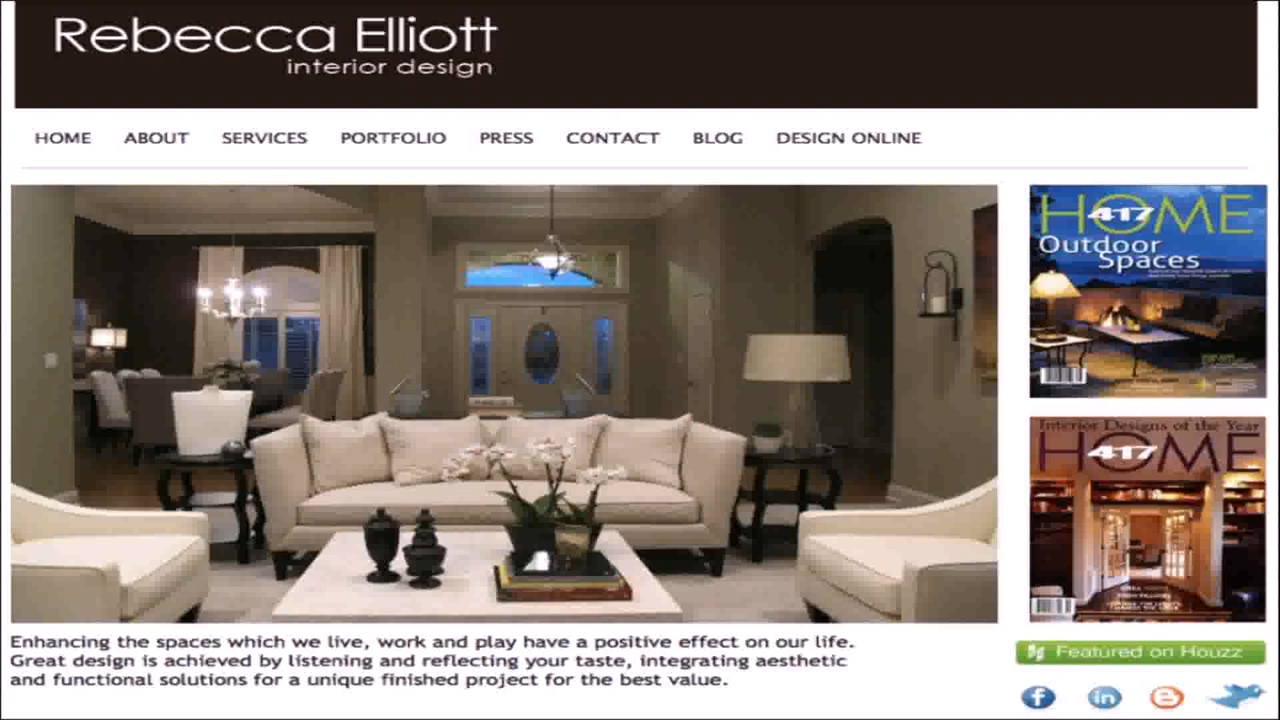 Rebecca Elliott
interior design
HOME ABOUT SERVICES PORTFOLIO PRESS CONTACT BLOG DESIGN ONLINE
HOME
417
Outdoor
Spaces
Interior Designs of the Year
HOME
417
Enhancing the spaces which we live, work and play have a positive effect on our life.
Great design is achieved by listening and reflecting your taste, integrating aesthetic
and functional solutions for a unique finished project for the best value.
Featured on Houzz
f
in